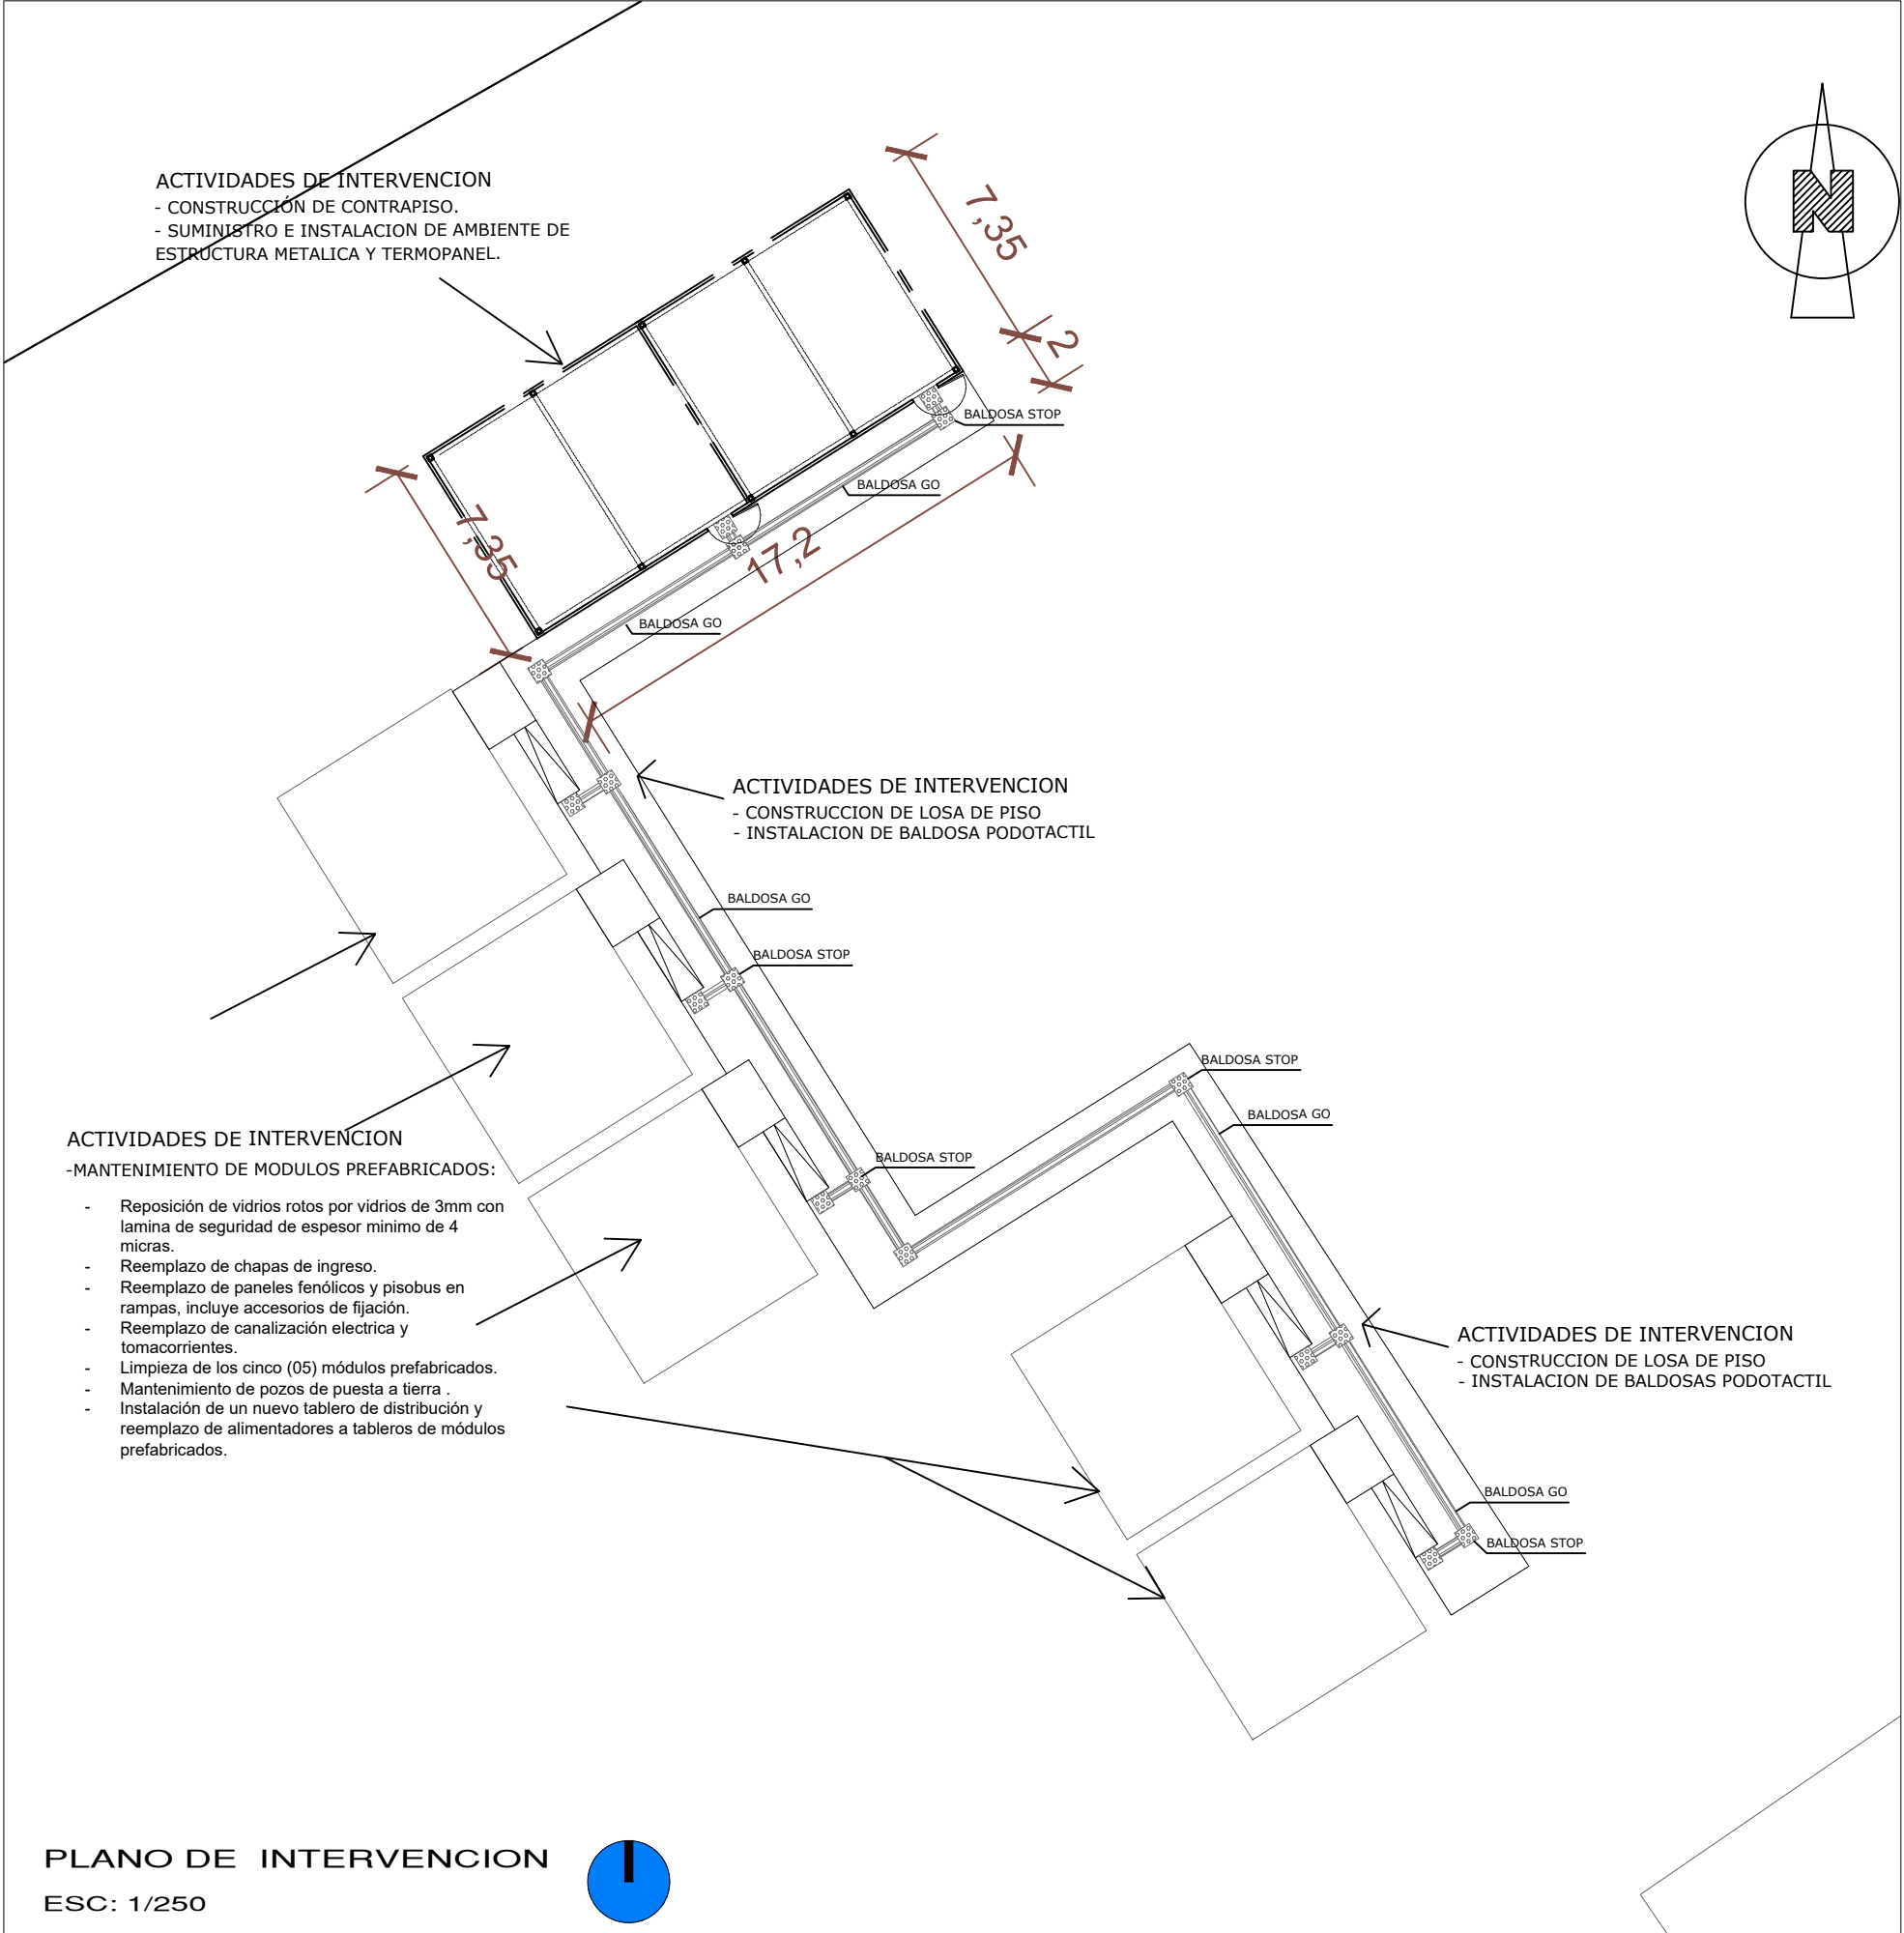 ACTIVIDADES DE INTERVENCION
- CONSTRUCCIÓN DE CONTRAPISO.
- SUMINISTRO E INSTALACION DE AMBIENTE DE
ESTRUCTURA METALICA Y TERMOPANEL.
N
7,35
2
BALDOSA STOP
BALDOSA GO
7,35
17,2
BALDOSA GO
ACTIVIDADES DE INTERVENCION
- CONSTRUCCION DE LOSA DE PISO
- INSTALACION DE BALDOSA PODOTACTIL
BALDOSA GO
BALDOSA STOP
BALDOSA STOP
BALDOSA GO
BALDOSA STOP
ACTIVIDADES DE INTERVENCION
-MANTENIMIENTO DE MODULOS PREFABRICADOS:
- Reposición de vidrios rotos por vidrios de 3mm con
lamina de seguridad de espesor minimo de 4
micras.
- Reemplazo de chapas de ingreso.
- Reemplazo de paneles fenólicos y pisobus en
rampas, incluye accesorios de fijación.
- Reemplazo de canalización electrica y
tomacorrientes.
- Limpieza de los cinco (05) módulos prefabricados.
- Mantenimiento de pozos de puesta a tierra .
- Instalación de un nuevo tablero de distribución y
reemplazo de alimentadores a tableros de módulos
prefabricados.
ACTIVIDADES DE INTERVENCION
- CONSTRUCCION DE LOSA DE PISO
- INSTALACION DE BALDOSAS PODOTACTIL
BALDOSA GO
BALDOSA STOP
PLANO DE INTERVENCION
ESC: 1/250